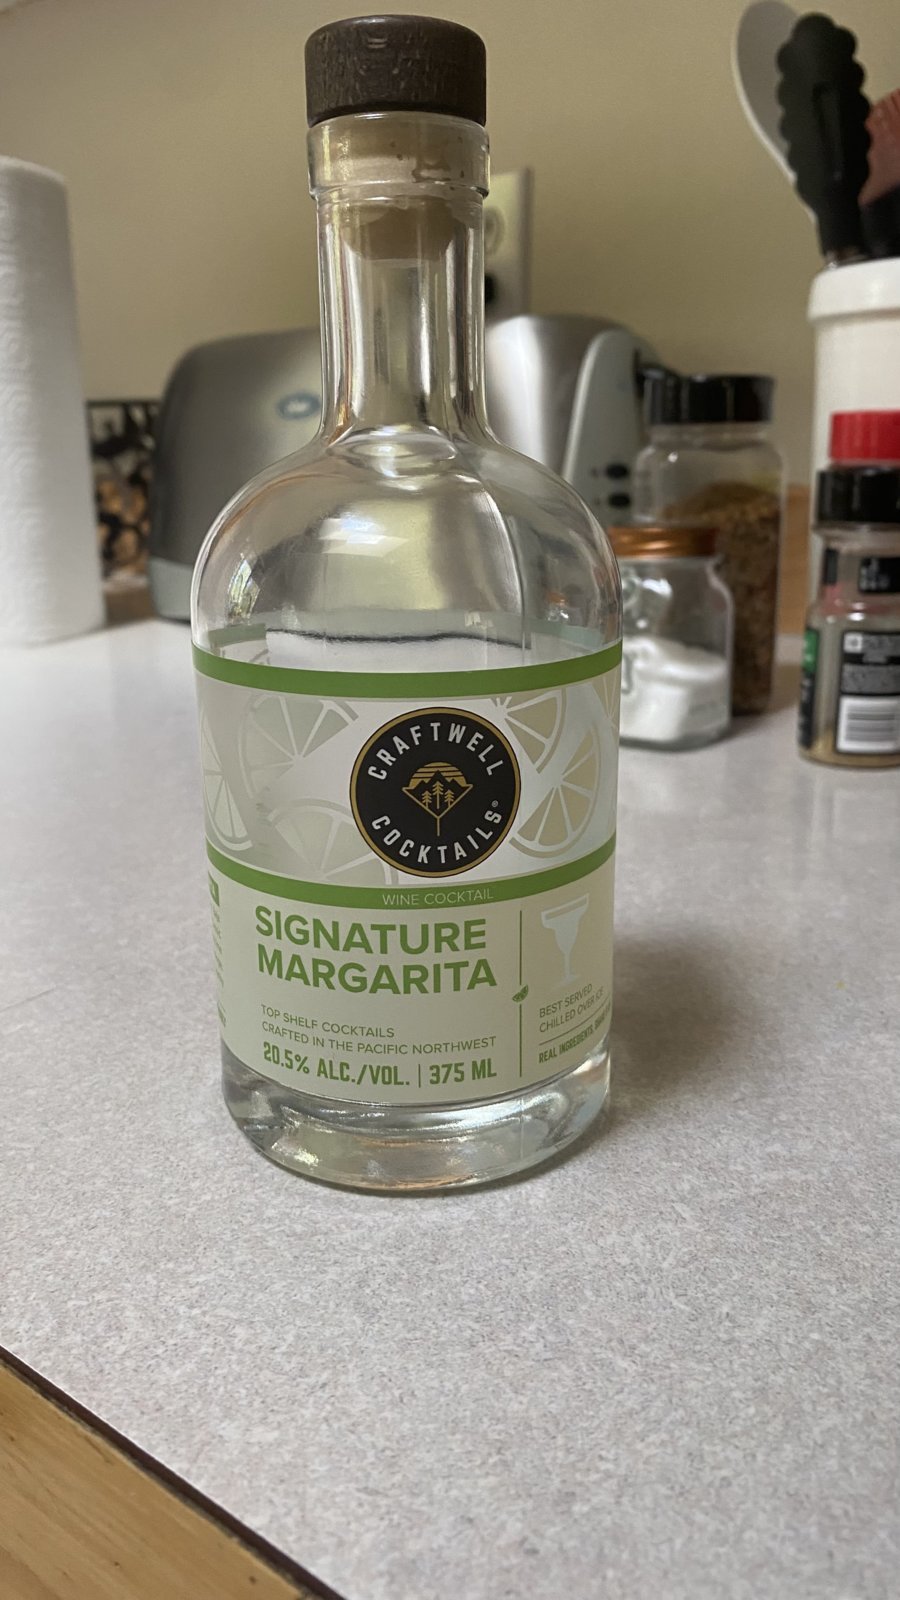 CRAFTWELL
COCKTAILS®
WINE COCKTAIL
SIGNATURE
MARGARITA
TOP SHELF COCKTAILS
CRAFTED IN THE PACIFIC NORTHWEST
20.5% ALC./VOL. | 375 ML
BEST SERVED
CHILLED OVER ICE
REAL INGREDIENTS,